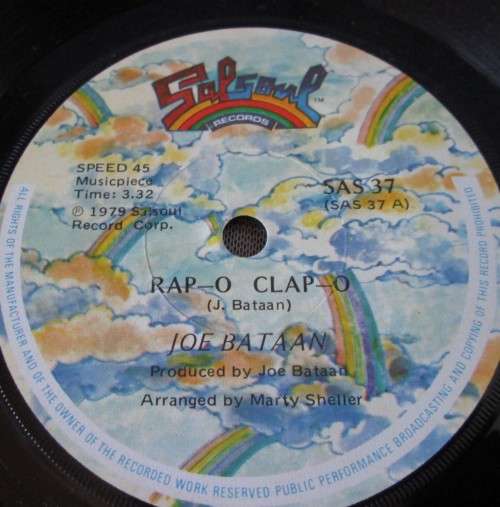 Salsoul
TM
RECORDS
SPEED 45
Musicpiece
Time: 3.32
℗ 1979 Salsoul
Record Corp.
SAS 37
(SAS 37 A)
RAP—O CLAP—O
(J. Bataan)
JOE BATAAN
Produced by Joe Bataan
Arranged by Marty Sheller
ALL RIGHTS OF THE MANUFACTURER AND OF THE OWNER OF THE RECORDED WORK RESERVED PUBLIC PERFORMANCE BROADCASTING AND COPYING OF THIS RECORD PROHIBITED